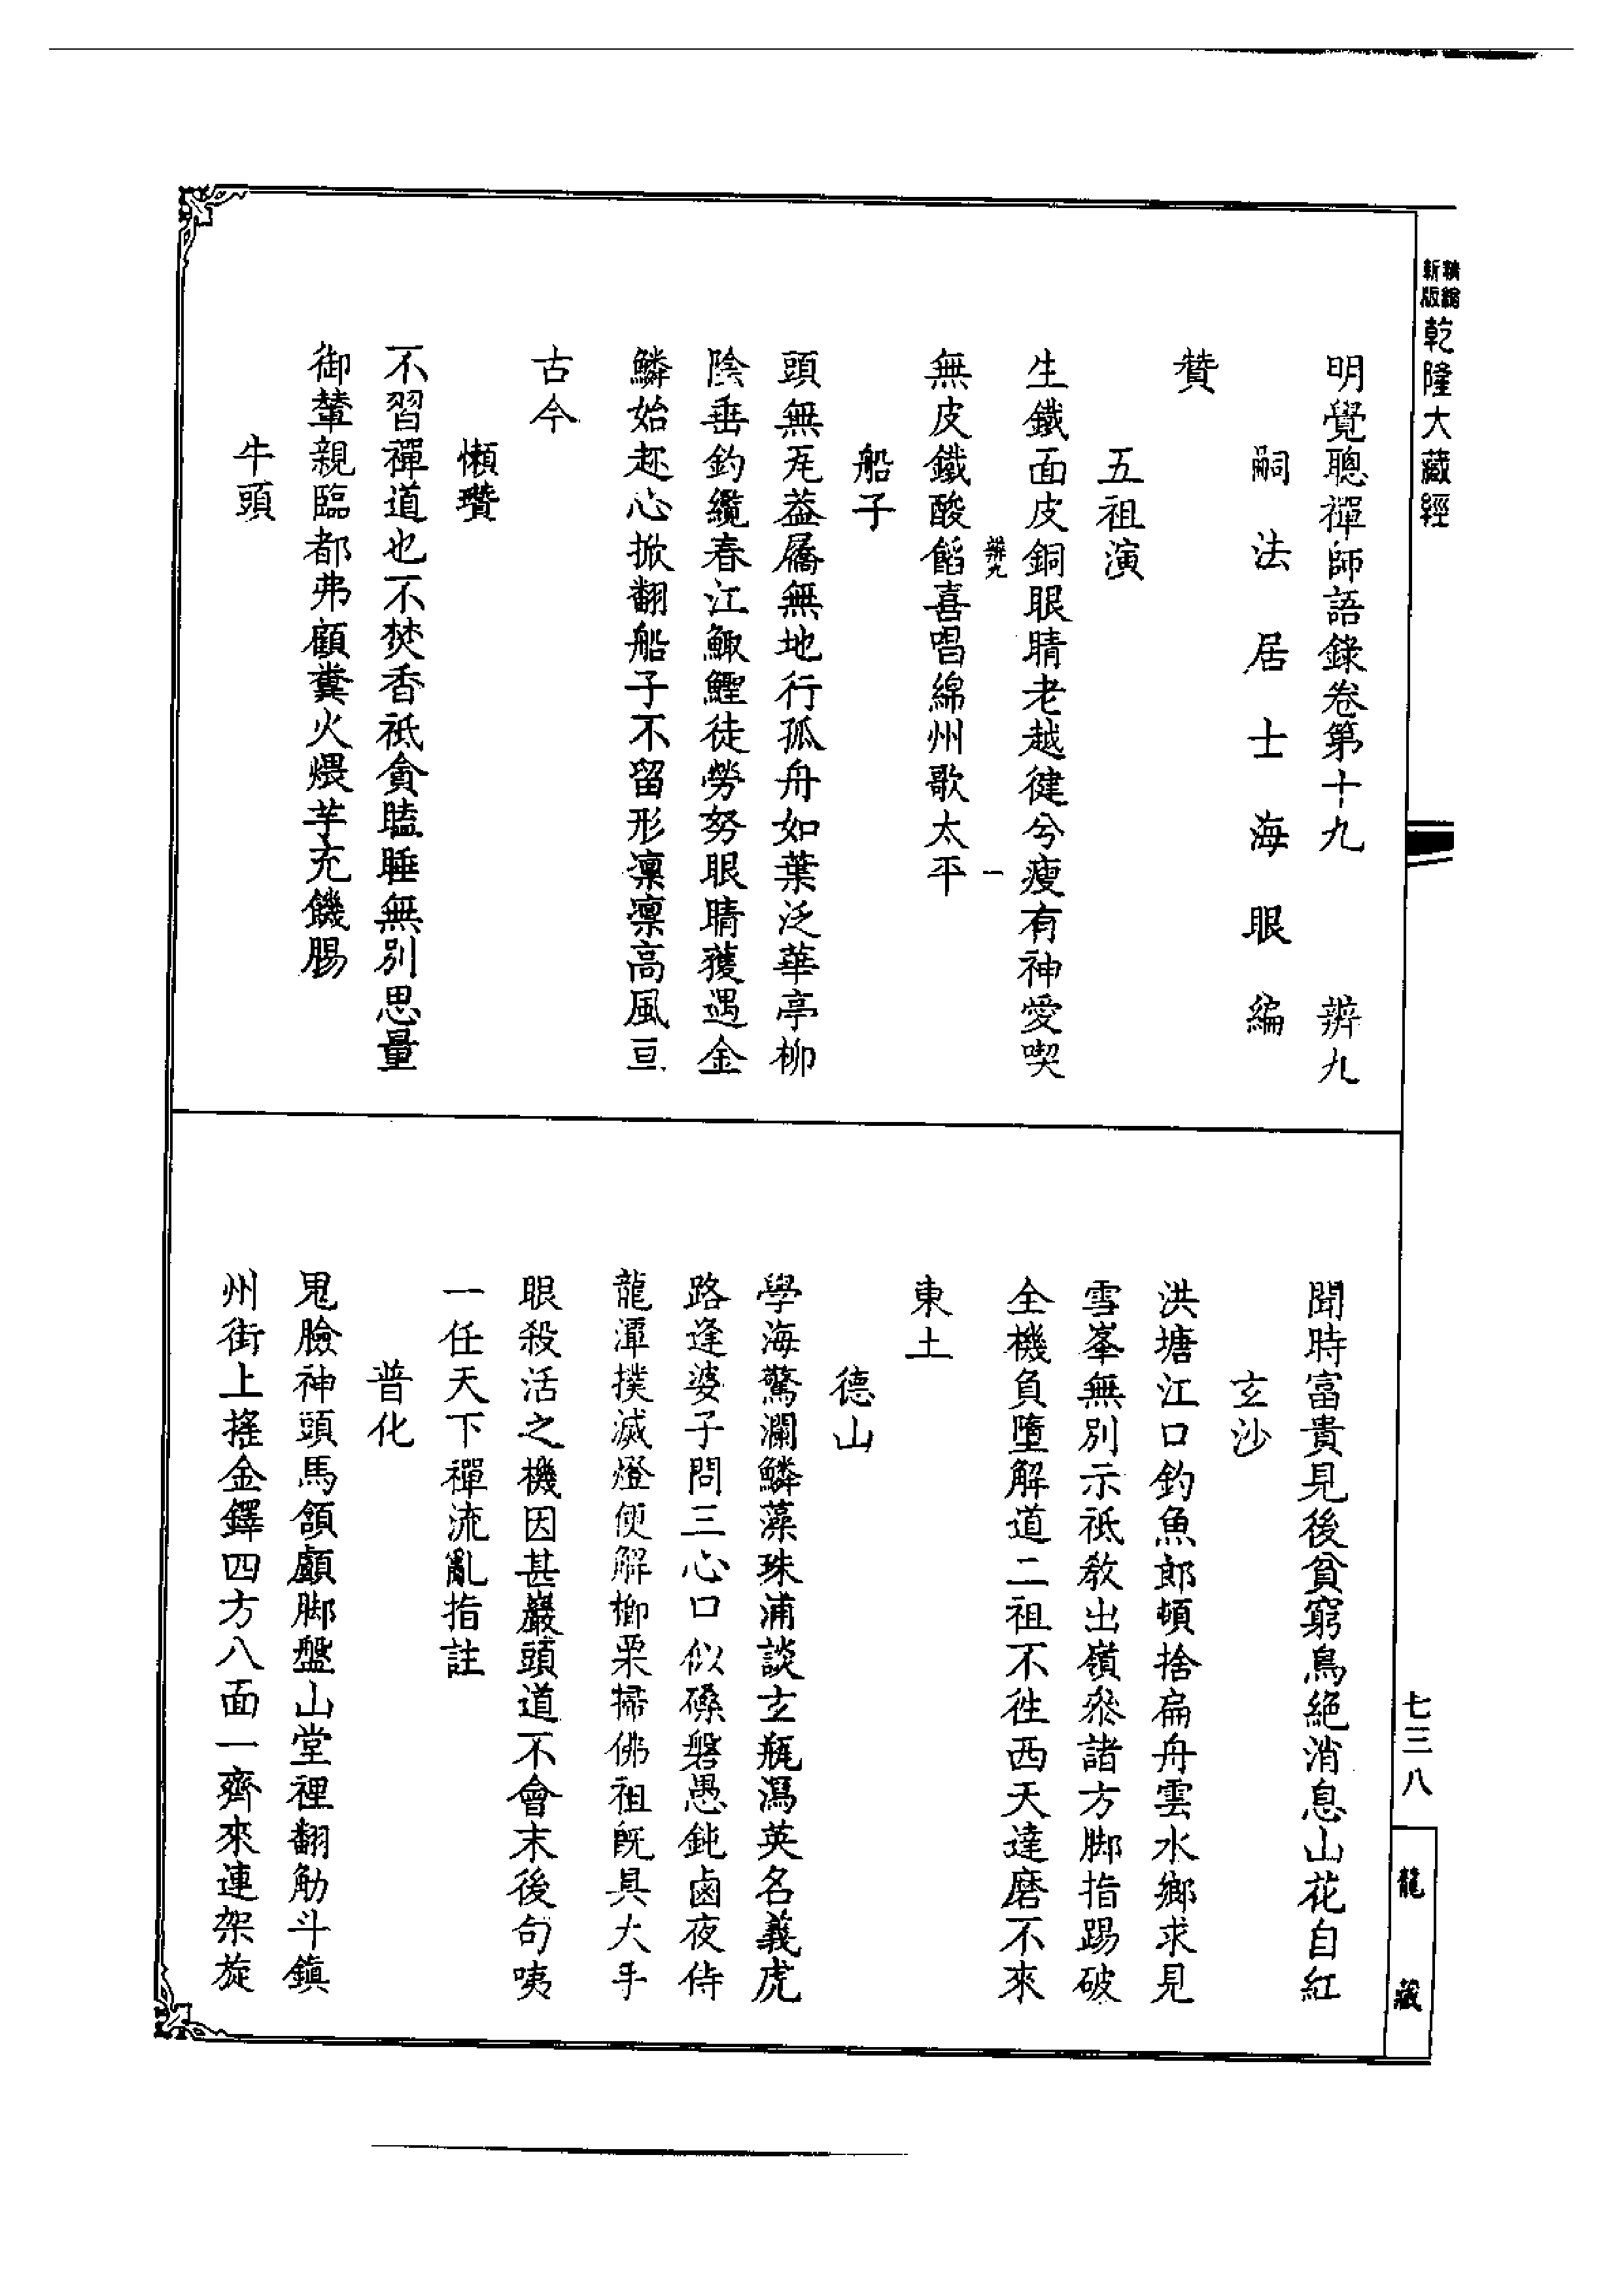 新編縮版乾隆大藏經
明覺聰禪師語錄卷第十九 辨九
嗣法居士海眼編
贊
五祖演
生鐵面皮銅眼睛老越健兮瘦有神愛喫
辨九 一
無皮鐵酸餡喜唱綿州歌太平
船子
頭無瓦蓋屩無地行孤舟如葉泛華亭柳
陰垂釣纜春江鯫鯉徒勞努眼睛獲遇金
鱗始趂心掀翻船子不留形凜凜高風亘
古今
懶瓚
不習禪道也不焚香祇貪瞌睡無別思量
御輦親臨都弗顧糞火煨芋充饑腸
牛頭
聞時富貴見後貧窮鳥絕消息山花自紅
玄沙
洪塘江口釣魚郎頓捨扁舟雲水鄉求見
雪峯無別示祇教出嶺叅諸方脚指踢破
全機負墮解道二祖不徃西天達磨不來
東土
德山
學海驚瀾鱗藻珠浦談玄瓶瀉英名義虎
路逢婆子問三心口似磉磐愚鈍鹵夜侍
龍潭撲滅燈便解楖栗掃佛祖旣具大手
眼殺活之機因甚巖頭道不會末後句咦
一任天下禪流亂指註
普化
鬼臉神頭馬頷顱脚盤山堂裡翻觔斗鎮
州街上搖金鐸四方八面一齊來連架旋
七三八
龍藏